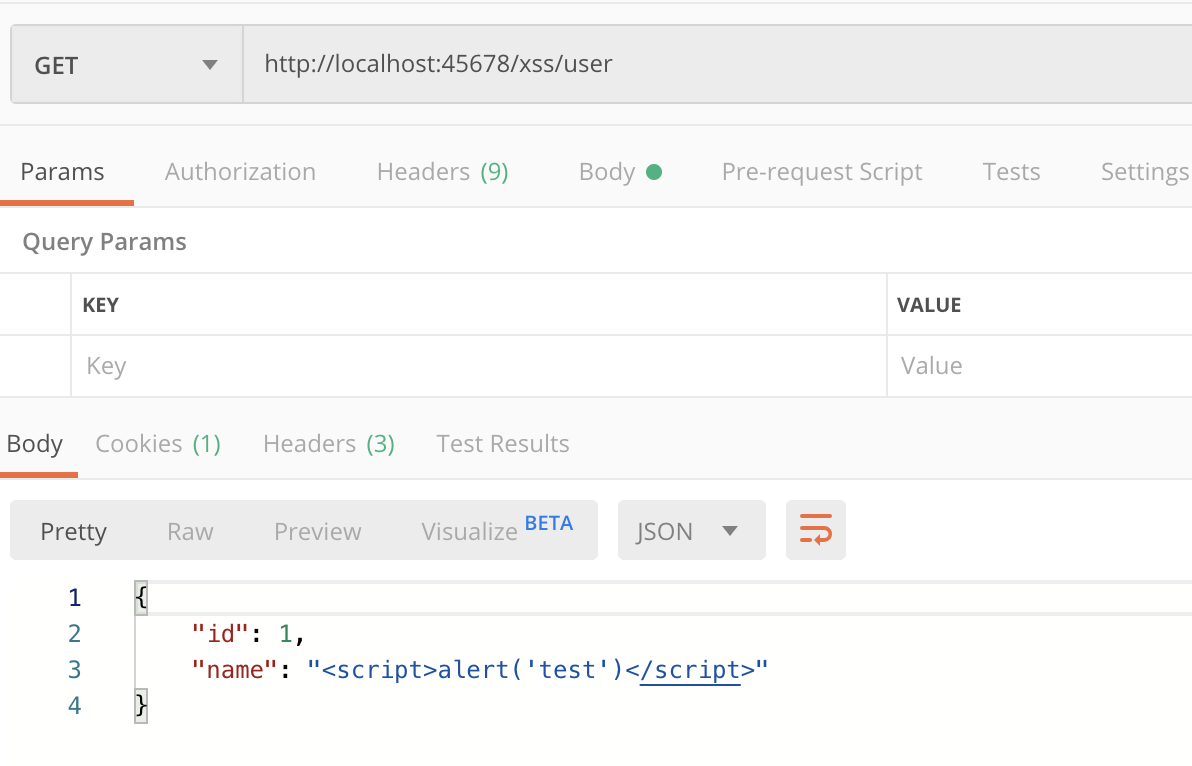 GET http://localhost:45678/xss/user
Params Authorization Headers (9) Body Pre-request Script Tests Settings
Query Params
KEY VALUE
Key Value
Body Cookies (1) Headers (3) Test Results
Pretty Raw Preview Visualize BETA JSON
1 {
2 "id": 1,
3 "name": "<script>alert('test')</script>"
4 }